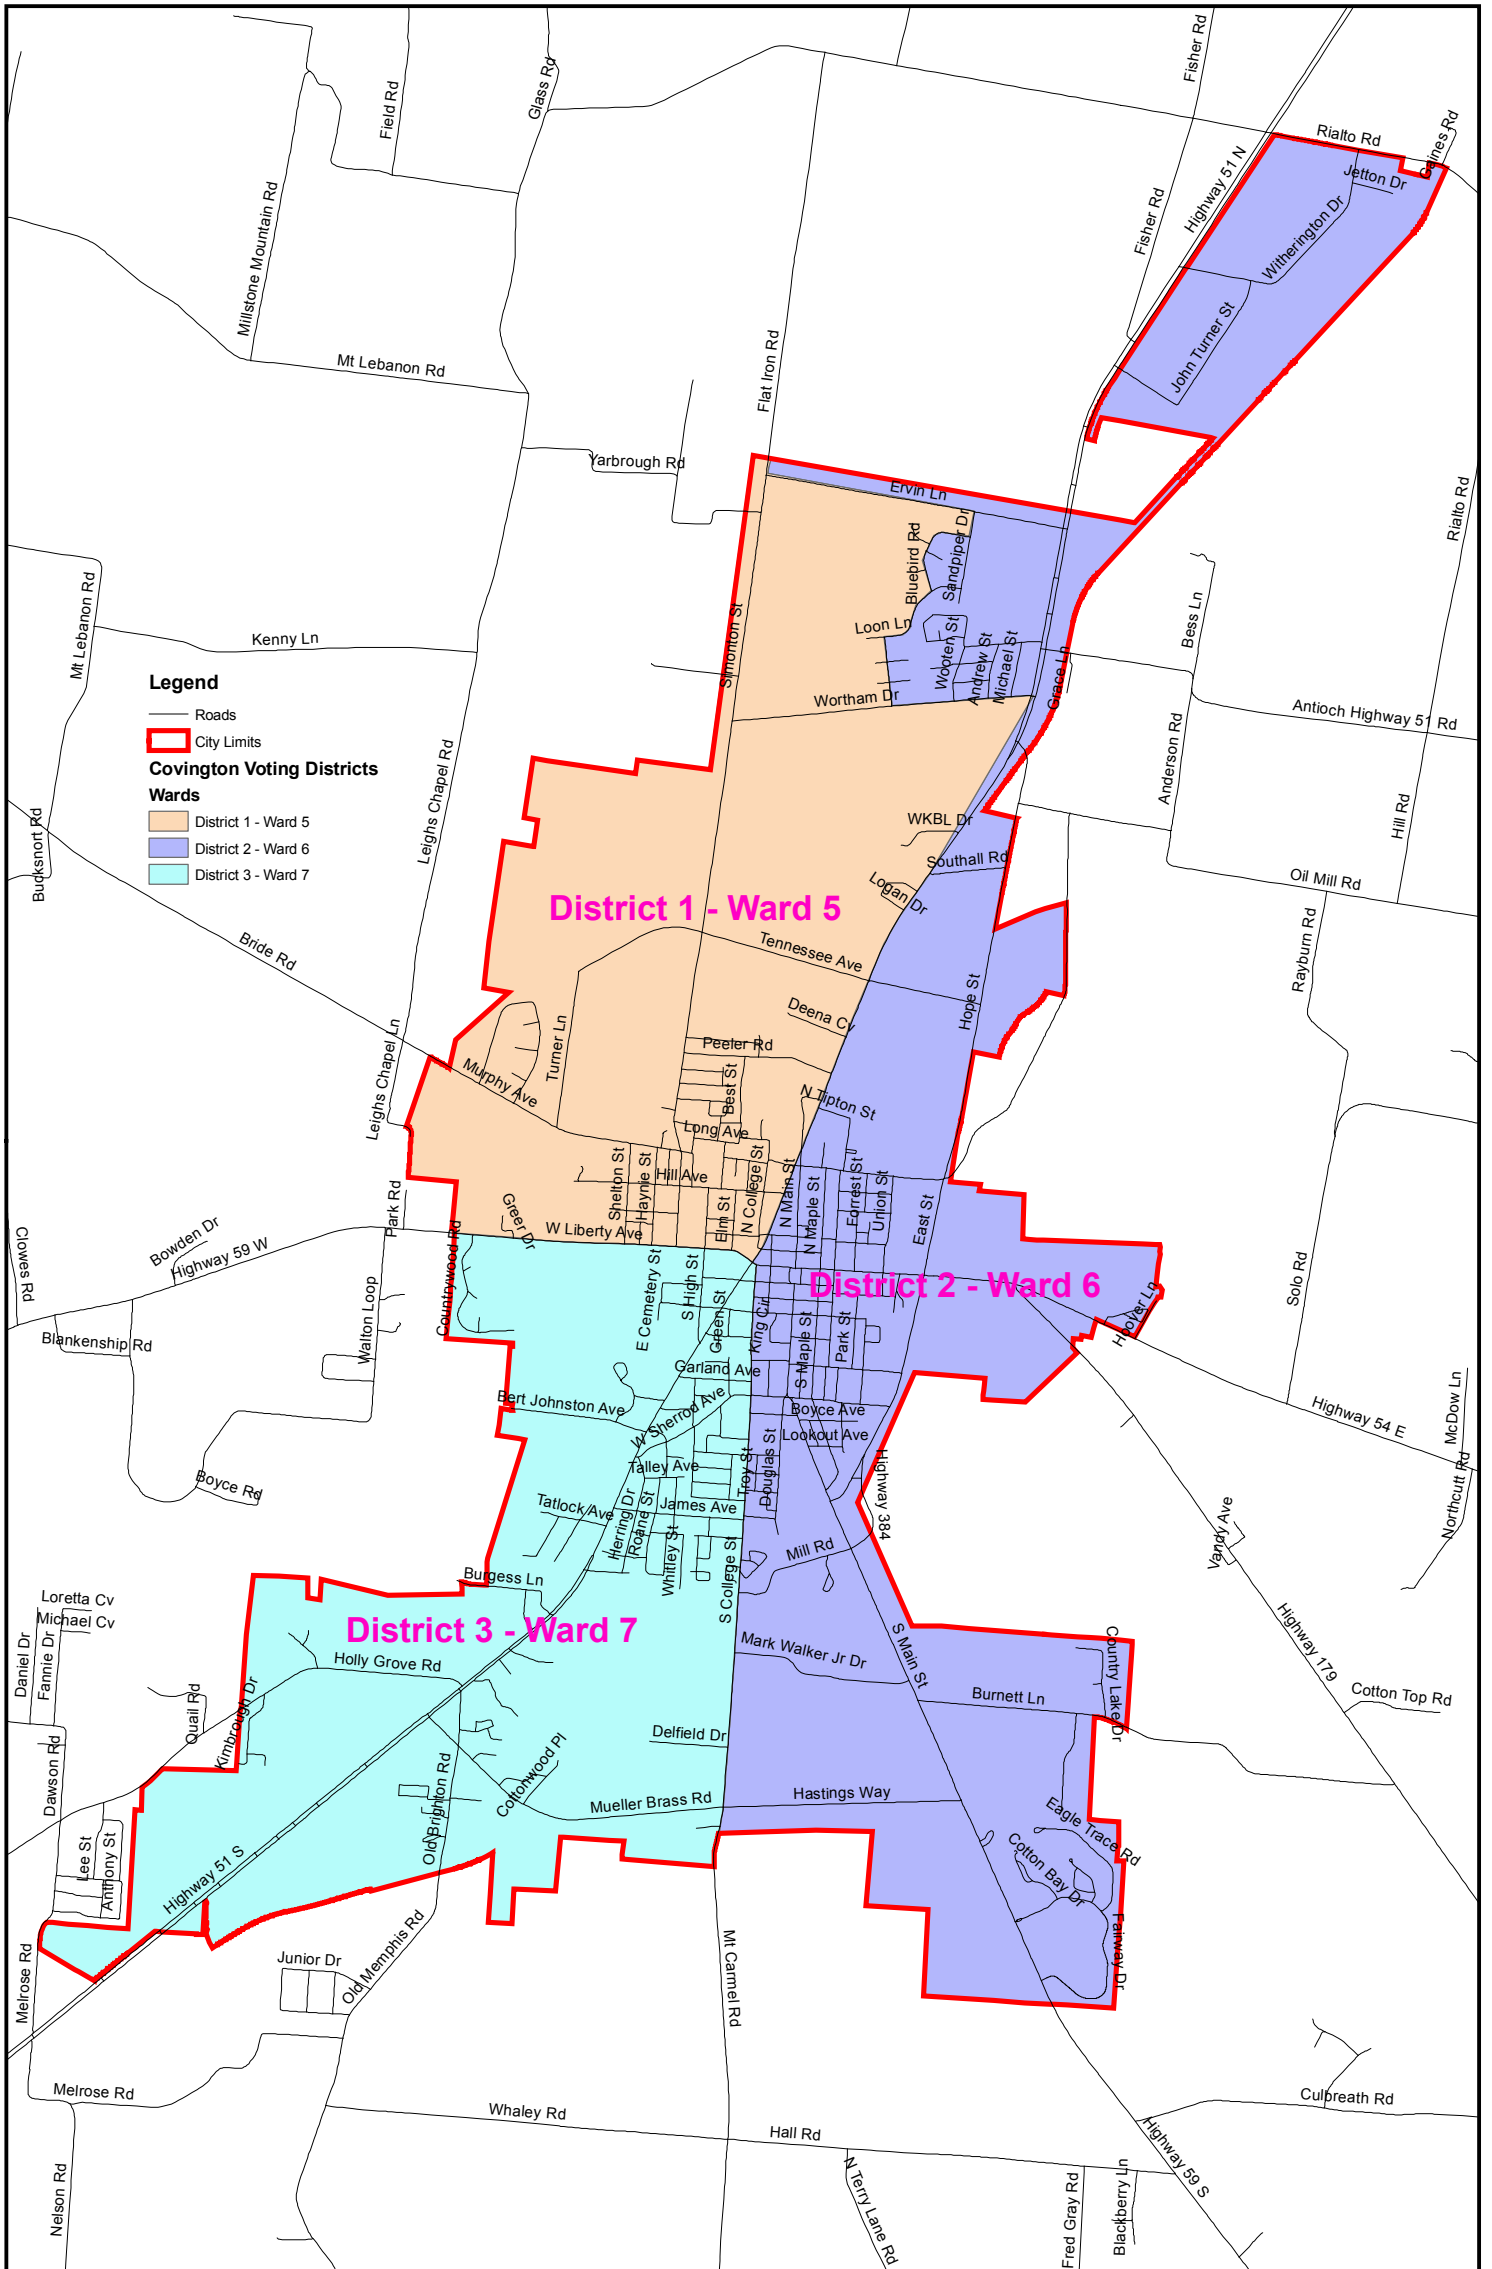 Fisher Rd
Glass Rd
Field Rd
Rialto Rd
Gaines Rd
Jetton Dr
Highway 51 N
Millstone Mountain Rd
Fisher Rd
Witherington Dr
John Turner St
Mt Lebanon Rd
Flat Iron Rd
Yarbrough Rd
Ervin Ln
Rialto Rd
Sandpiper Dr
Bluebird Rd
Mt Lebanon Rd
Kenny Ln
Simonton St
Loon Ln
Wooten St
Andrew St
Michael St
Grace Ln
Bess Ln
Wortham Dr
Antioch Highway 51 Rd
Anderson Rd
Legend
Roads
City Limits
Covington Voting Districts
Wards
District 1 - Ward 5
District 2 - Ward 6
District 3 - Ward 7
Leighs Chapel Rd
Bucksnort Rd
WKBL Dr
Southall Rd
Logan Dr
Hill Rd
Oil Mill Rd
District 1 - Ward 5
Bride Rd
Tennessee Ave
Rayburn Rd
Deena Cv
Hope St
Leighs Chapel Ln
Turner Ln
Peeler Rd
Murphy Ave
Best St
N Tipton St
Long Ave
Shelton St
Haynie St
Hill Ave
N College St
Elm St
N Main St
N Maple St
Forrest St
Union St
East St
Park Rd
Greer Dr
W Liberty Ave
Clowes Rd
Bowden Dr
Highway 59 W
Countrywood Rd
E Cemetery St
S High St
District 2 - Ward 6
Solo Rd
Hoover Ln
Walton Loop
Blankenship Rd
Green St
King Cir
S Maple St
Park St
Garland Ave
Bert Johnston Ave
W Sherrod Ave
Boyce Ave
Lookout Ave
Highway 54 E
McDow Ln
Northcutt Rd
Boyce Rd
Talley Ave
Troy St
Douglas St
Highway 384
Tatlock Ave
Herring Dr
Roane St
James Ave
Whitley St
Mill Rd
Vandy Ave
Burgess Ln
S College St
Loretta Cv
Michael Cv
Daniel Dr
Fannie Dr
District 3 - Ward 7
Holly Grove Rd
Mark Walker Jr Dr
S Main St
Country Lake Dr
Highway 179
Cotton Top Rd
Burnett Ln
Quail Rd
Kimbrough Dr
Delfield Dr
Dawson Rd
Old Brighton Rd
Cottonwood Pl
Mueller Brass Rd
Hastings Way
Eagle Trace Rd
Cotton Bay Dr
Lee St
Anthony St
Highway 51 S
Fairway Dr
Melrose Rd
Junior Dr
Old Memphis Rd
Mt Carmel Rd
Melrose Rd
Whaley Rd
Hall Rd
Culbreath Rd
Highway 59 S
Nelson Rd
N Terry Lane Rd
Fred Gray Rd
Blackberry Ln